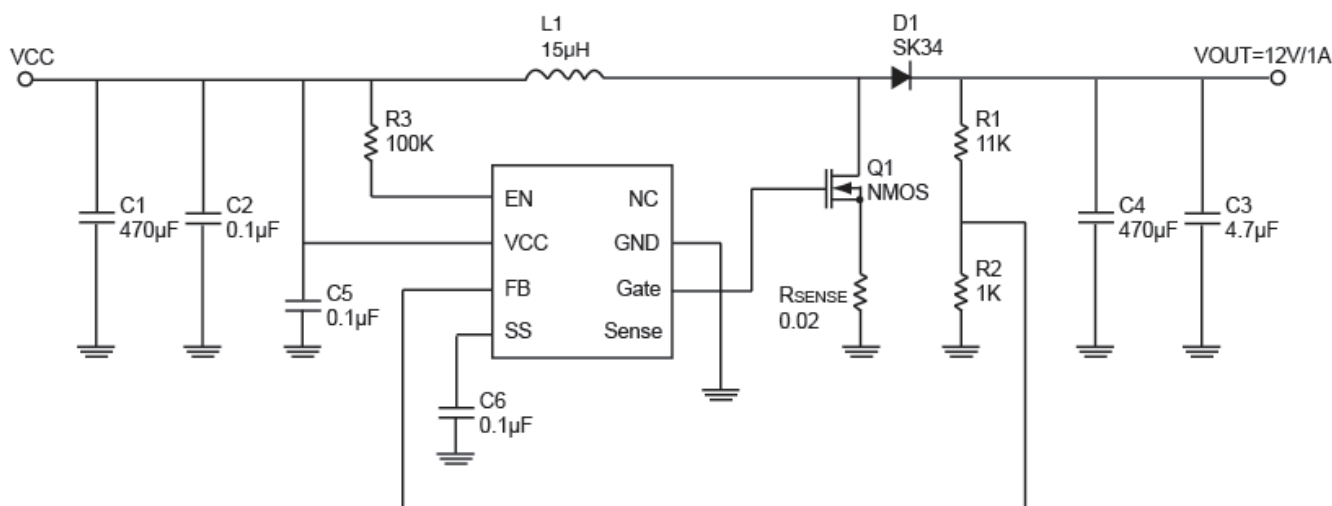 VCC
L1
15µH
D1
SK34
VOUT=12V/1A
R3
100K
R1
11K
Q1
NMOS
EN
NC
C1
470µF
C2
0.1µF
C4
470µF
C3
4.7µF
VCC
GND
R2
1K
C5
0.1µF
FB
Gate
RSENSE
0.02
SS
Sense
C6
0.1µF